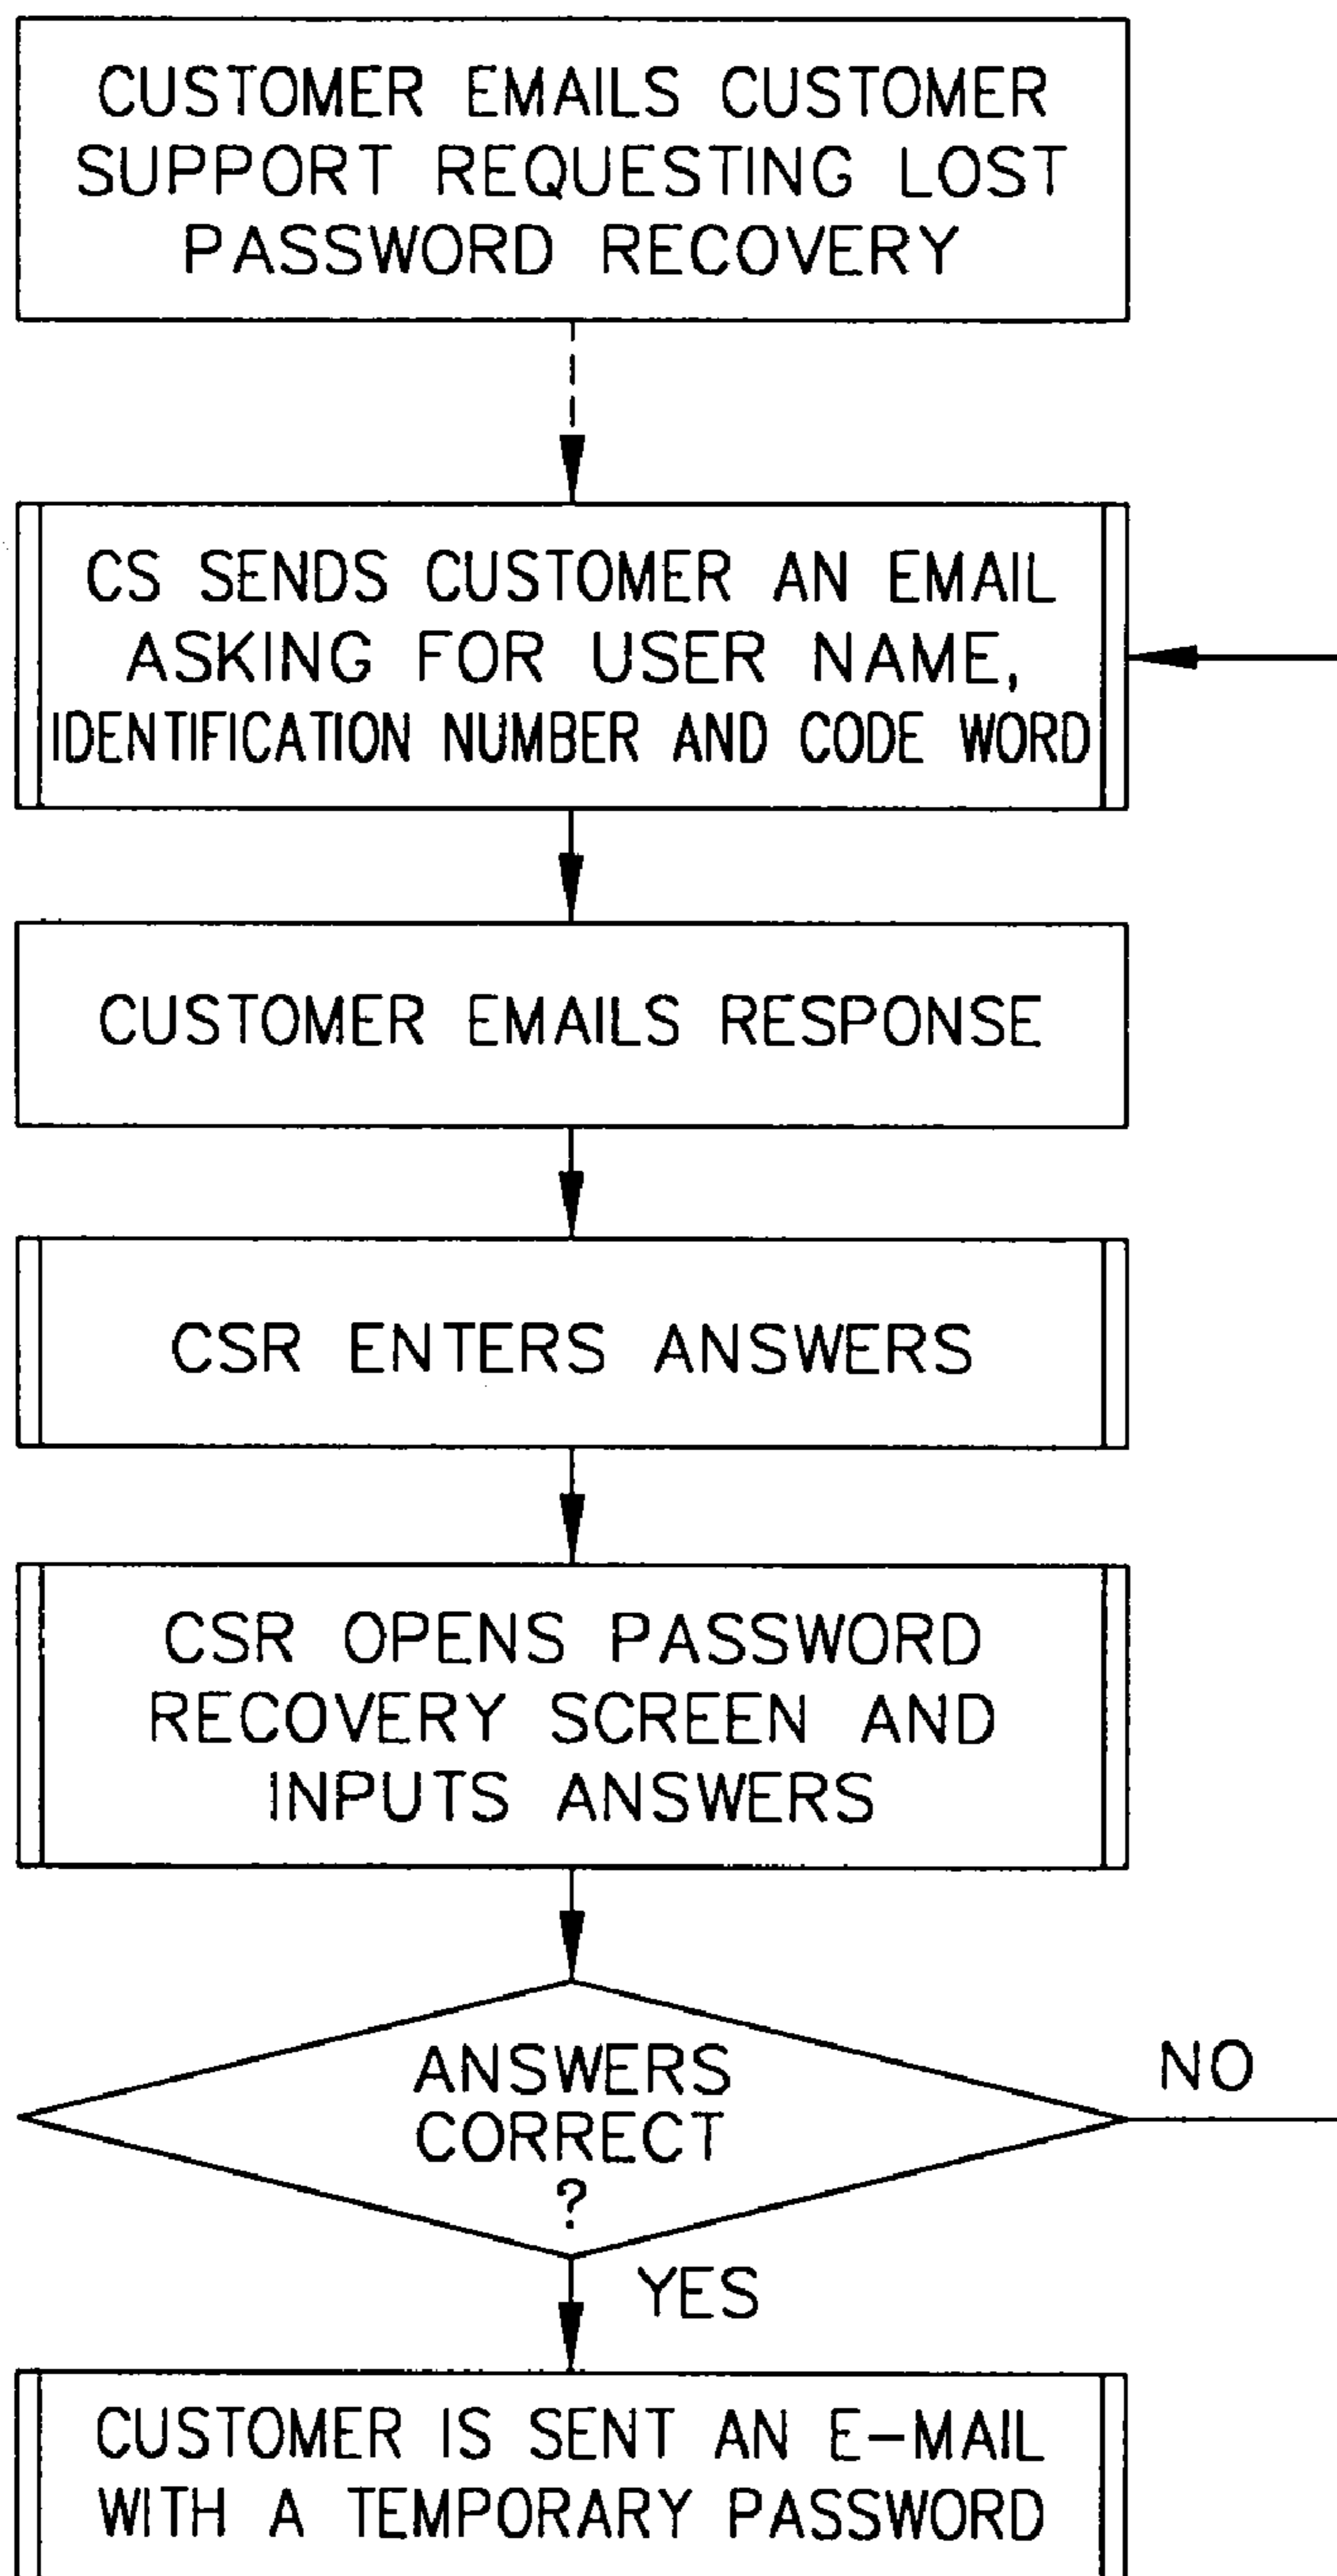 CUSTOMER EMAILS CUSTOMER
SUPPORT REQUESTING LOST
PASSWORD RECOVERY
CS SENDS CUSTOMER AN EMAIL
ASKING FOR USER NAME,
IDENTIFICATION NUMBER AND CODE WORD
CUSTOMER EMAILS RESPONSE
CSR ENTERS ANSWERS
CSR OPENS PASSWORD
RECOVERY SCREEN AND
INPUTS ANSWERS
ANSWERS
CORRECT
?
NO
YES
CUSTOMER IS SENT AN E-MAIL
WITH A TEMPORARY PASSWORD